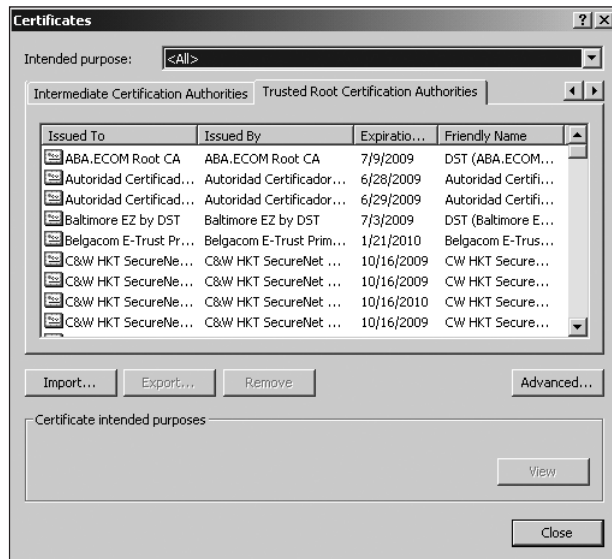 Certificates
Intended purpose: <All>
Intermediate Certification Authorities Trusted Root Certification Authorities
Issued To Issued By Expiratio... Friendly Name
ABA.ECOM Root CA ABA.ECOM Root CA 7/9/2009 DST (ABA.ECOM...
Autoridad Certificad... Autoridad Certificador... 6/28/2009 Autoridad Certifi...
Autoridad Certificad... Autoridad Certificador... 6/29/2009 Autoridad Certifi...
Baltimore EZ by DST Baltimore EZ by DST 7/3/2009 DST (Baltimore E...
Belgacom E-Trust Pr... Belgacom E-Trust Prim... 1/21/2010 Belgacom E-Trus...
C&W HKT SecureNe... C&W HKT SecureNet ... 10/16/2009 CW HKT Secure...
C&W HKT SecureNe... C&W HKT SecureNet ... 10/16/2009 CW HKT Secure...
C&W HKT SecureNe... C&W HKT SecureNet ... 10/16/2010 CW HKT Secure...
C&W HKT SecureNe... C&W HKT SecureNet ... 10/16/2009 CW HKT Secure...
Import... Export... Remove Advanced...
Certificate intended purposes
View
Close